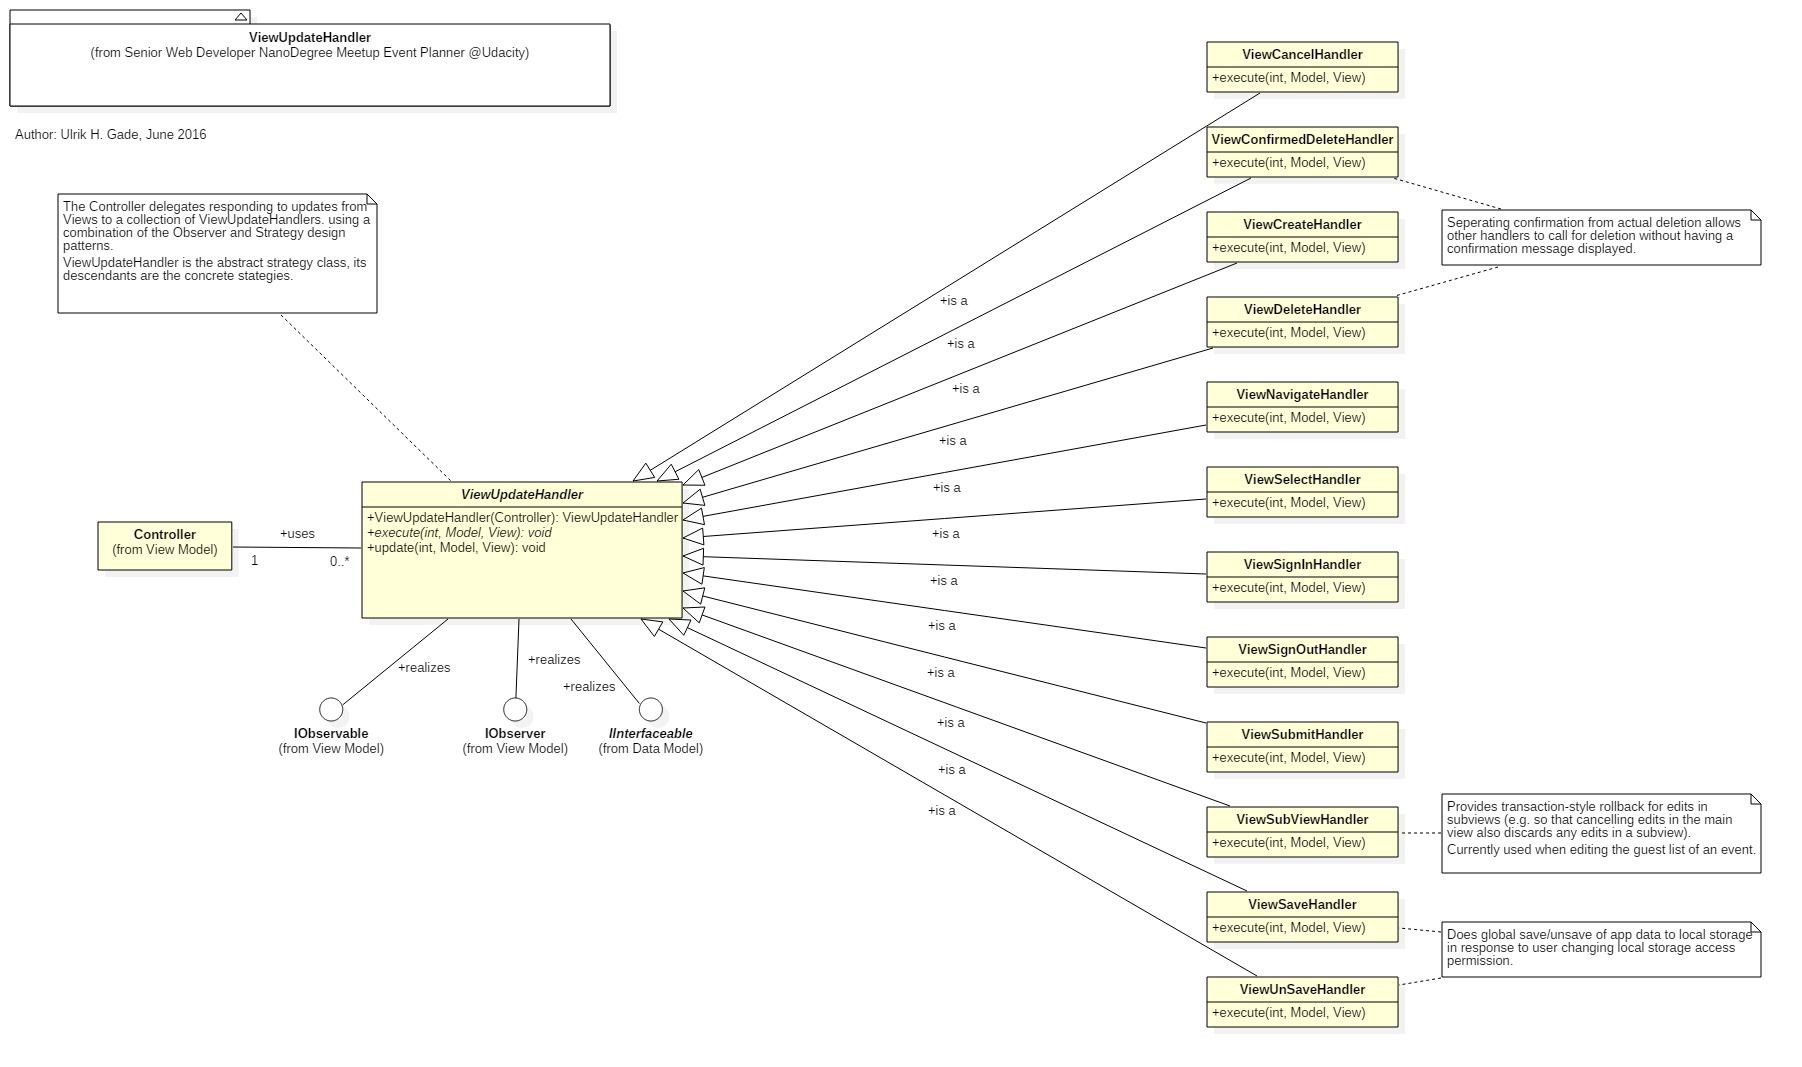 ViewUpdateHandler
(from Senior Web Developer NanoDegree Meetup Event Planner @Udacity)
Author: Ulrik H. Gade, June 2016
The Controller delegates responding to updates from
Views to a collection of ViewUpdateHandlers. using a
combination of the Observer and Strategy design
patterns.
ViewUpdateHandler is the abstract strategy class, its
descendants are the concrete stategies.
Controller
(from View Model)
+uses
1
0..*
ViewUpdateHandler
+ViewUpdateHandler(Controller): ViewUpdateHandler
+execute(int, Model, View): void
+update(int, Model, View): void
+realizes
+realizes
+realizes
IObservable
(from View Model)
IObserver
(from View Model)
IInterfaceable
(from Data Model)
+is a
+is a
+is a
+is a
+is a
+is a
+is a
+is a
+is a
+is a
+is a
+is a
ViewCancelHandler
+execute(int, Model, View)
ViewConfirmedDeleteHandler
+execute(int, Model, View)
ViewCreateHandler
+execute(int, Model, View)
ViewDeleteHandler
+execute(int, Model, View)
ViewNavigateHandler
+execute(int, Model, View)
ViewSelectHandler
+execute(int, Model, View)
ViewSignInHandler
+execute(int, Model, View)
ViewSignOutHandler
+execute(int, Model, View)
ViewSubmitHandler
+execute(int, Model, View)
ViewSubViewHandler
+execute(int, Model, View)
ViewSaveHandler
+execute(int, Model, View)
ViewUnSaveHandler
+execute(int, Model, View)
Seperating confirmation from actual deletion allows
other handlers to call for deletion without having a
confirmation message displayed.
Provides transaction-style rollback for edits in
subviews (e.g. so that cancelling edits in the main
view also discards any edits in a subview).
Currently used when editing the guest list of an event.
Does global save/unsave of app data to local storage
in response to user changing local storage access
permission.